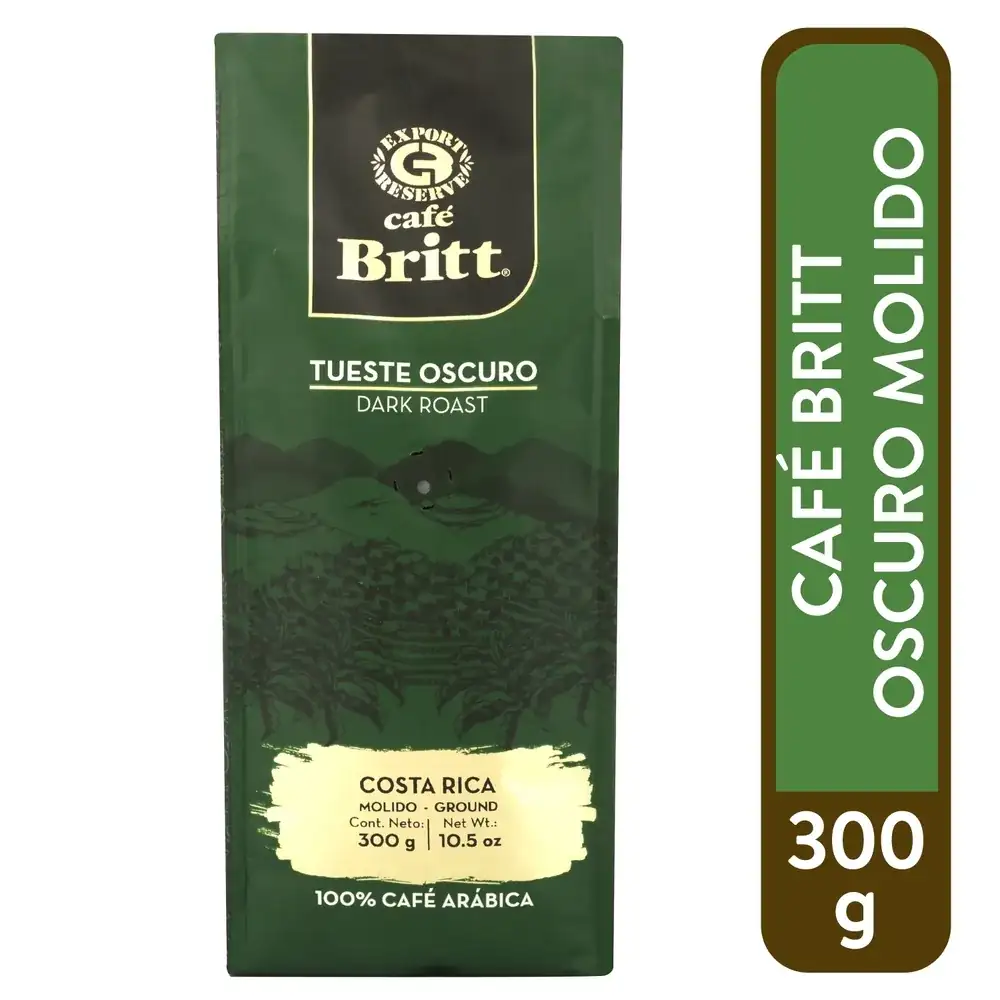 EXPORT
RESERVE
café
Britt®
TUESTE OSCURO
DARK ROAST
COSTA RICA
MOLIDO - GROUND
Cont. Neto: | Net Wt.:
300 g | 10.5 oz
100% CAFÉ ARÁBICA
CAFÉ BRITT
OSCURO MOLIDO
300
g